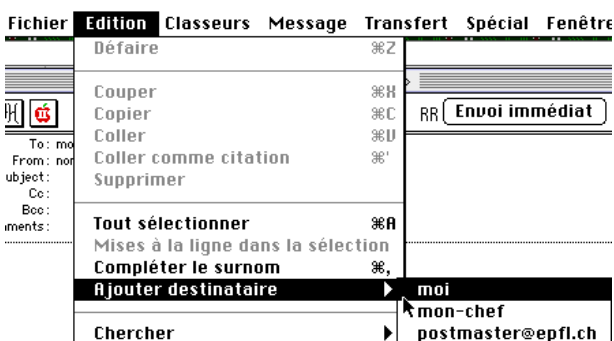 Fichier Edition Classeurs Message Transfert Spécial Fenêtre
Défaire ⌘Z
Couper ⌘X
Copier ⌘C
RR Envoi immédiat
Coller ⌘V
To: mo
From: nor
Coller comme citation ⌘'
ubject:
Supprimer
Cc:
Bcc:
ments:
Tout sélectionner ⌘A
Mises à la ligne dans la sélection
Compléter le surnom ⌘,
Ajouter destinataire moi
mon-chef
Chercher postmaster@epfl.ch